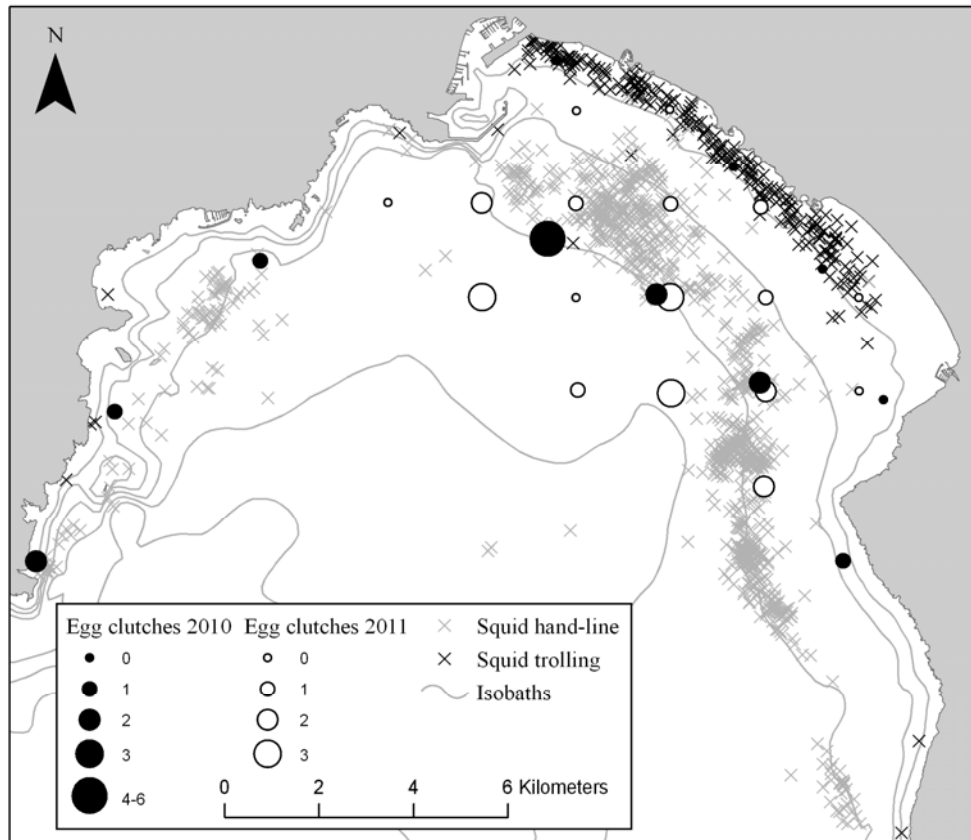 N
Egg clutches 2010 Egg clutches 2011 Squid hand-line
0 0 Squid trolling
1 1 Isobaths
2 2
3 3
4-6
0 2 4 6 Kilometers